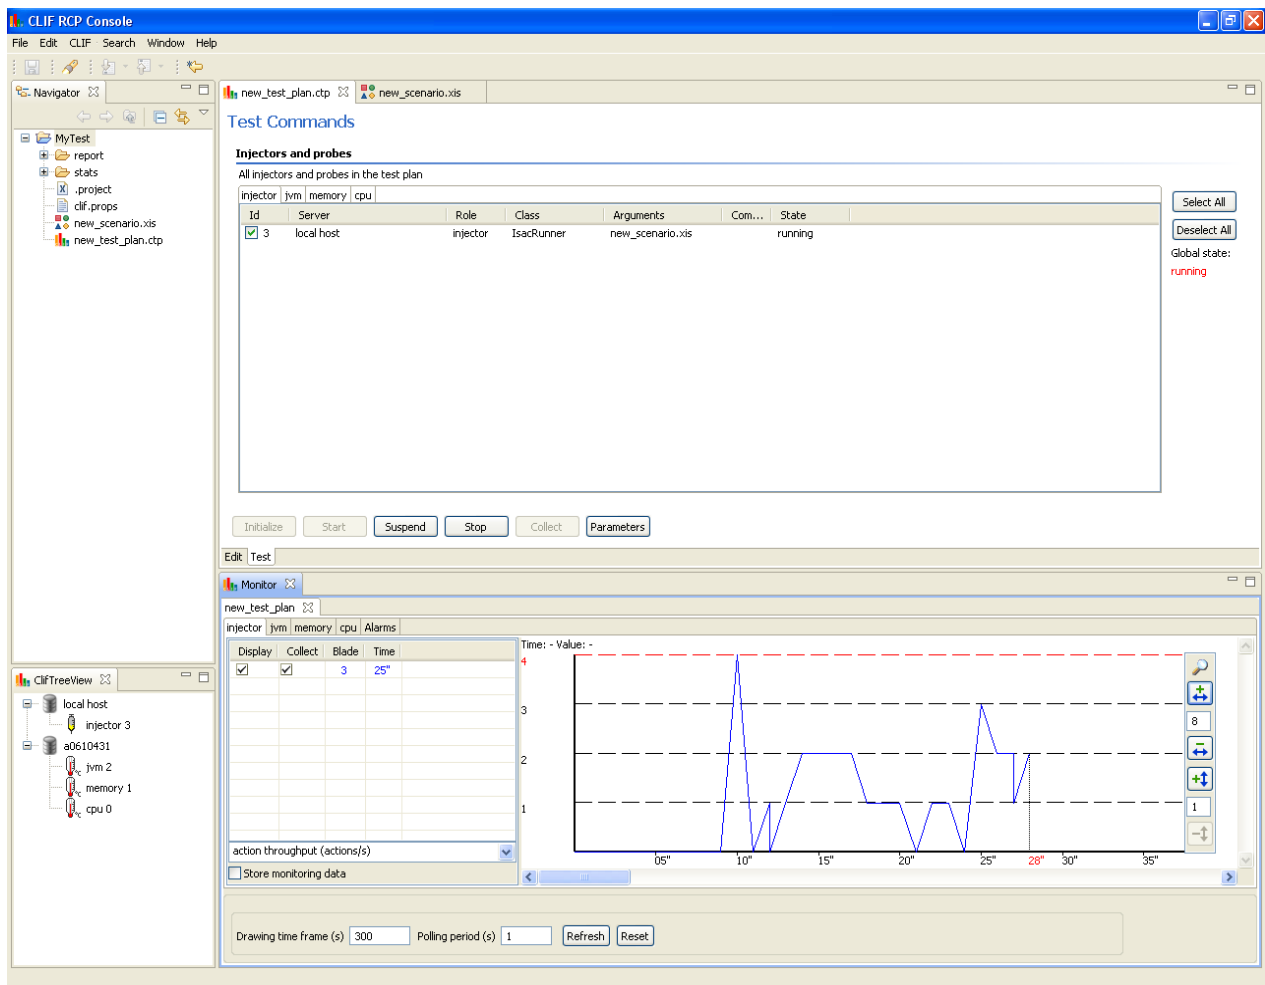 CLIF RCP Console
File Edit CLIF Search Window Help
Navigator
MyTest
report
stats
.project
clif.props
new_scenario.xis
new_test_plan.ctp
new_test_plan.ctp new_scenario.xis
Test Commands
Injectors and probes
All injectors and probes in the test plan
injector jvm memory cpu
Id Server Role Class Arguments Com... State
3 local host injector IsacRunner new_scenario.xis running
Select All
Deselect All
Global state:
running
Initialize Start Suspend Stop Collect Parameters
Edit Test
ClifTreeView
local host
injector 3
a0610431
jvm 2
memory 1
cpu 0
Monitor
new_test_plan
injector jvm memory cpu Alarms
Display Collect Blade Time
3 25"
action throughput (actions/s)
Store monitoring data
Time: - Value: -
4
3
2
1
05" 10" 15" 20" 25" 28" 30" 35"
8
1
Drawing time frame (s) 300 Polling period (s) 1 Refresh Reset